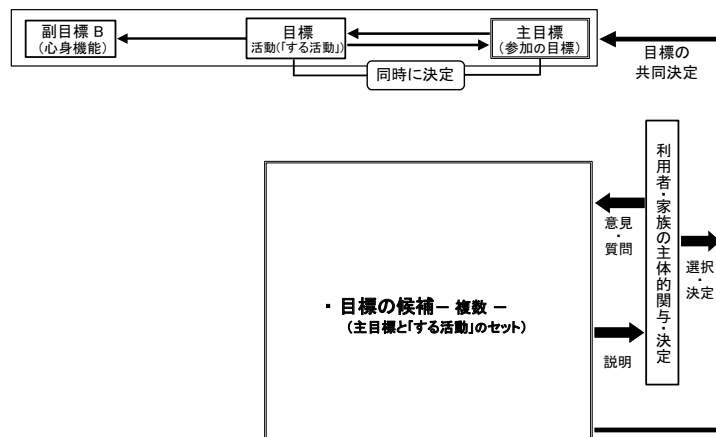 副目標 B
(心身機能)
目標
活動(「する活動」)
主目標
(参加の目標)
同時に決定
目標の
共同決定
利用者・家族の主体的関与・決定
意見・質問
選択・決定
・目標の候補－ 複数 －
(主目標と「する活動」のセット)
説明